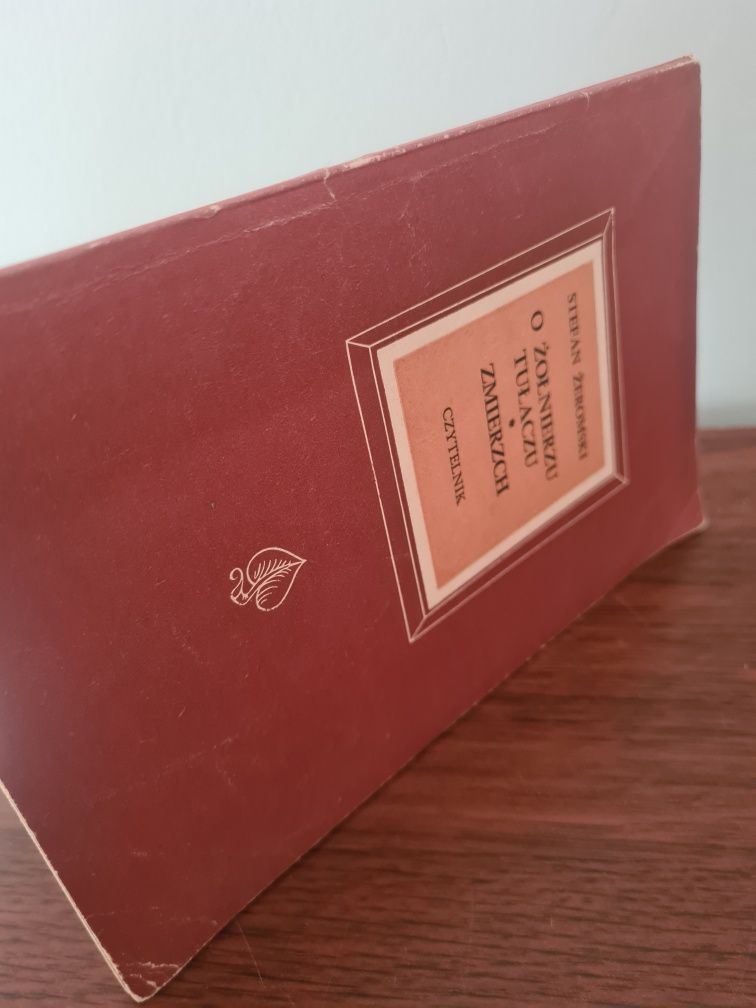 STEFAN ŻEROMSKI
O ŻOŁNIERZU
TUŁACZU
•
ZMIERZCH
CZYTELNIK